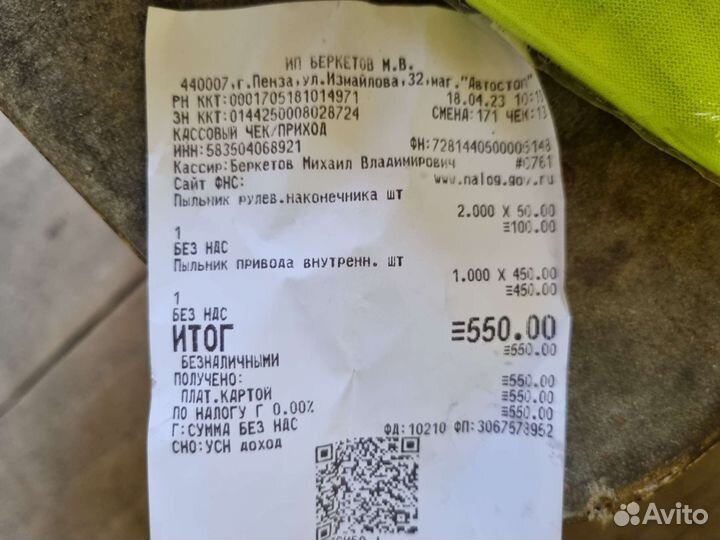 ИП БЕРКЕТОВ М.В.
440007,г.Пенза,ул.Измайлова,32,маг."Автостоп"
РН ККТ:0001705181014971 18.04.23
ЗН ККТ:0144250008028724 СМЕНА:171 ЧЕК:
КАССОВЫЙ ЧЕК/ПРИХОД
ИНН:583504068921 ФН:7281440500005148
Кассир:Беркетов Михаил Владимирович #0761
Сайт ФНС: www.nalog.gov.ru
Пыльник рулев.наконечника шт
2.000 X 50.00
1 ≡100.00
БЕЗ НДС
Пыльник привода внутренн. шт
1.000 X 450.00
1 ≡450.00
БЕЗ НДС
ИТОГ ≡550.00
БЕЗНАЛИЧНЫМИ ≡550.00
ПОЛУЧЕНО:
ПЛАТ.КАРТОЙ ≡550.00
ПО НАЛОГУ Г 0.00% ≡550.00
Г:СУММА БЕЗ НДС ≡550.00
СНО:УСН доход ФД:10210 ФП:3067578952
Avito